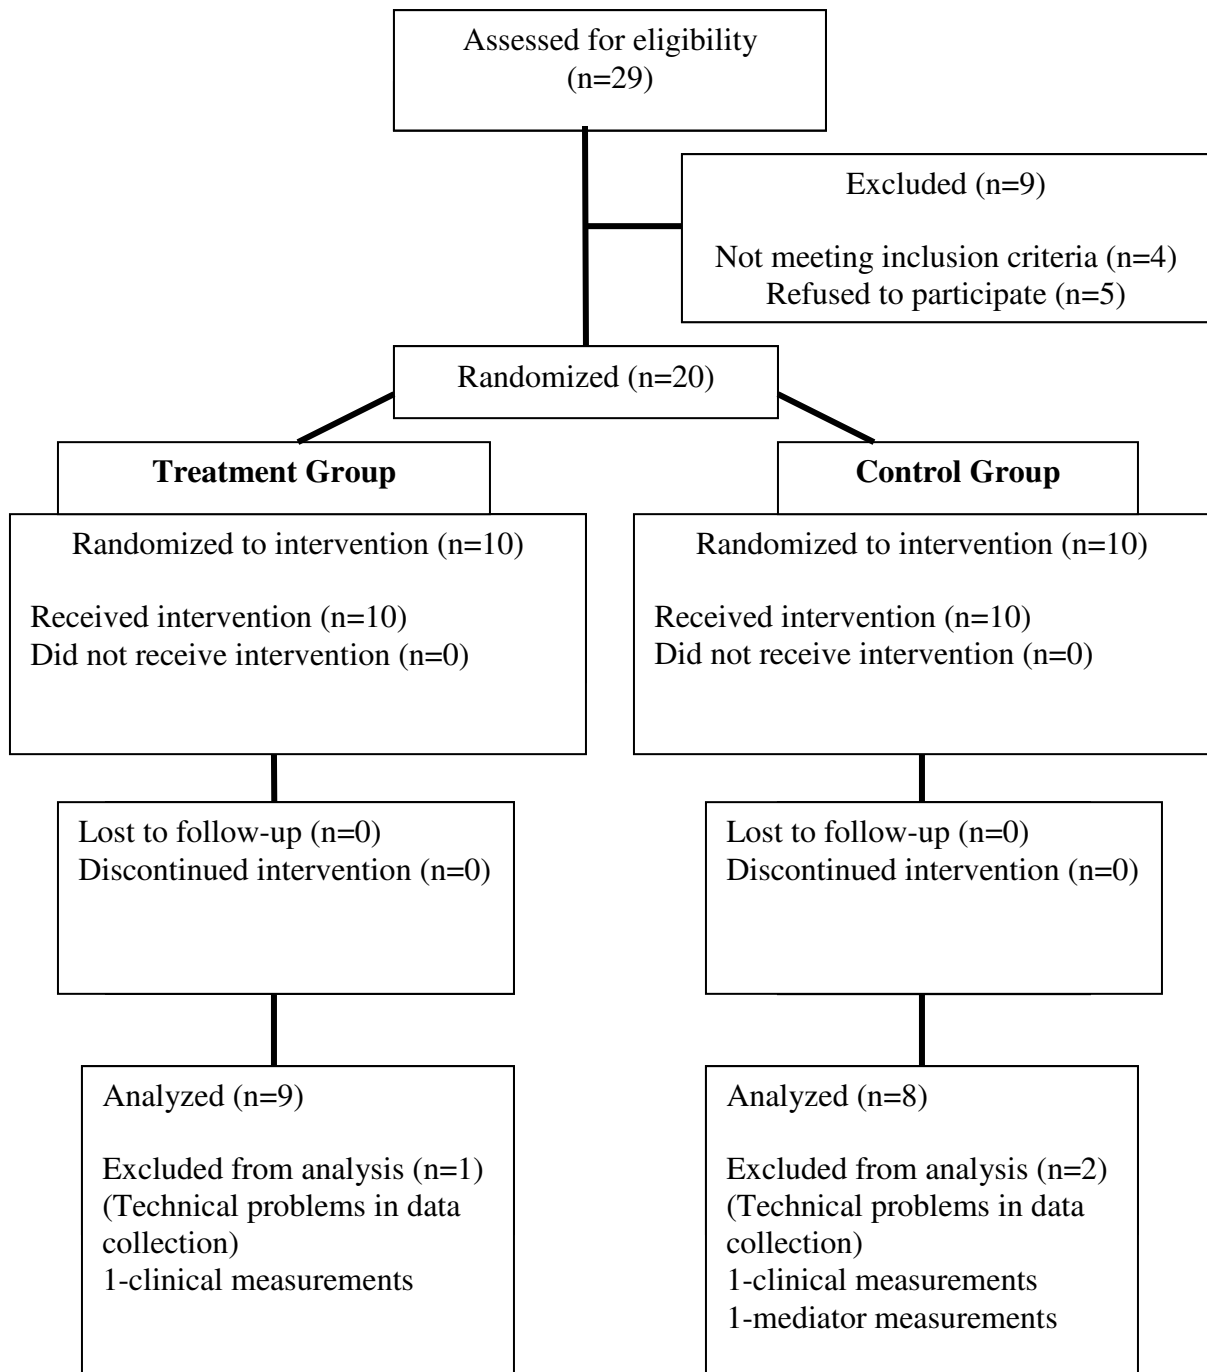 Assessed for eligibility
(n=29)
Excluded (n=9)
Not meeting inclusion criteria (n=4)
Refused to participate (n=5)
Randomized (n=20)
Treatment Group
Randomized to intervention (n=10)
Received intervention (n=10)
Did not receive intervention (n=0)
Lost to follow-up (n=0)
Discontinued intervention (n=0)
Analyzed (n=9)
Excluded from analysis (n=1)
(Technical problems in data
collection)
1-clinical measurements
Control Group
Randomized to intervention (n=10)
Received intervention (n=10)
Did not receive intervention (n=0)
Lost to follow-up (n=0)
Discontinued intervention (n=0)
Analyzed (n=8)
Excluded from analysis (n=2)
(Technical problems in data
collection)
1-clinical measurements
1-mediator measurements